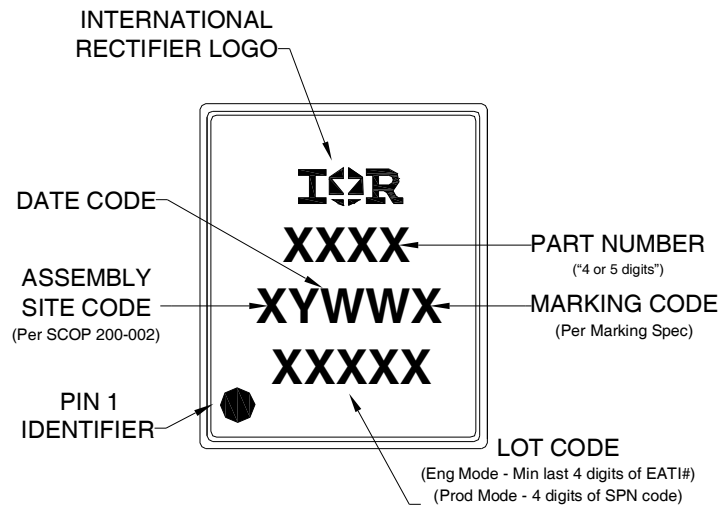 INTERNATIONAL
RECTIFIER LOGO
IOR
DATE CODE
XXXX
PART NUMBER
(“4 or 5 digits”)
ASSEMBLY
SITE CODE
(Per SCOP 200-002)
XYWWX
MARKING CODE
(Per Marking Spec)
XXXXX
PIN 1
IDENTIFIER
LOT CODE
(Eng Mode - Min last 4 digits of EATI#)
(Prod Mode - 4 digits of SPN code)